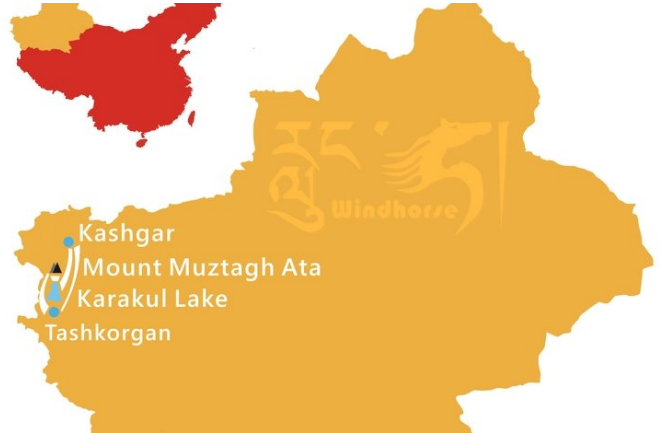 རླུང་རྟ།
Windhorse
Kashgar
Mount Muztagh Ata
Karakul Lake
Tashkorgan